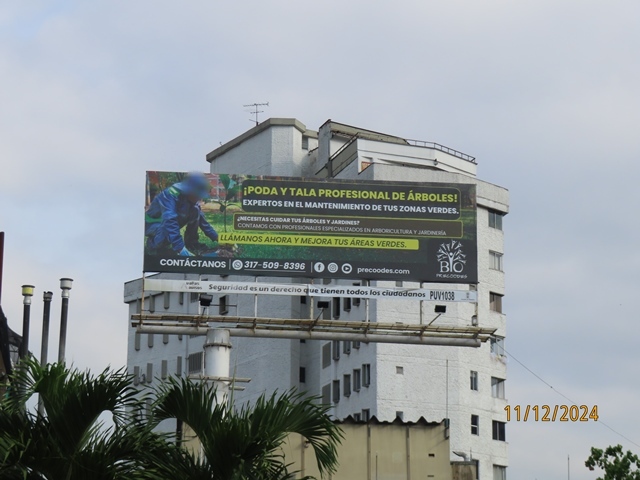 ¡PODA Y TALA PROFESIONAL DE ÁRBOLES!
EXPERTOS EN EL MANTENIMIENTO DE TUS ZONAS VERDES.
¿NECESITAS CUIDAR TUS ÁRBOLES Y JARDINES?
CONTAMOS CON PROFESIONALES ESPECIALIZADOS EN ARBORICULTURA Y JARDINERÍA
LLÁMANOS AHORA Y MEJORA TUS ÁREAS VERDES.
CONTÁCTANOS 317-509-8396 precoodes.com
BIO
PRECOODES
Seguridad es un derecho que tienen todos los ciudadanos PUV1038
11/12/2024